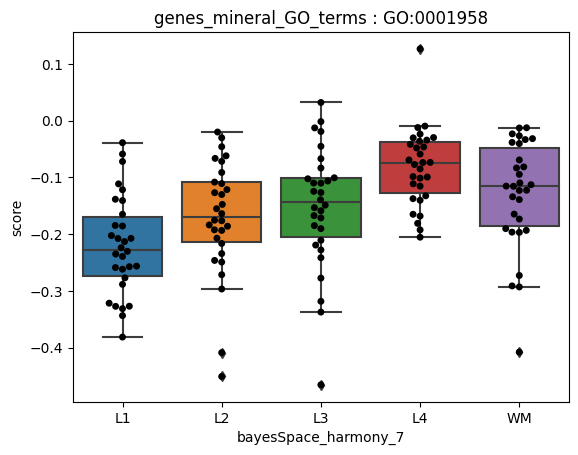 genes_mineral_GO_terms : GO:0001958
0.1
0.0
−0.1
−0.2
−0.3
−0.4
score
L1 L2 L3 L4 WM
bayesSpace_harmony_7